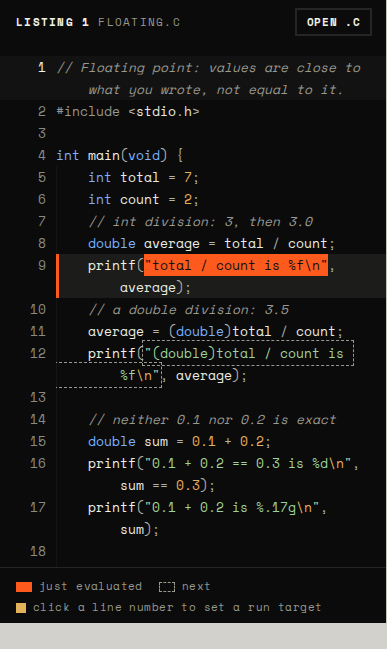 LISTING 1 FLOATING.C OPEN .C
1 // Floating point: values are close to
what you wrote, not equal to it.
2 #include <stdio.h>
3
4 int main(void) {
5 int total = 7;
6 int count = 2;
7 // int division: 3, then 3.0
8 double average = total / count;
9 printf("total / count is %f\n",
average);
10 // a double division: 3.5
11 average = (double)total / count;
12 printf("(double)total / count is
%f\n", average);
13
14 // neither 0.1 nor 0.2 is exact
15 double sum = 0.1 + 0.2;
16 printf("0.1 + 0.2 == 0.3 is %d\n",
sum == 0.3);
17 printf("0.1 + 0.2 is %.17g\n",
sum);
18
just evaluated next
click a line number to set a run target